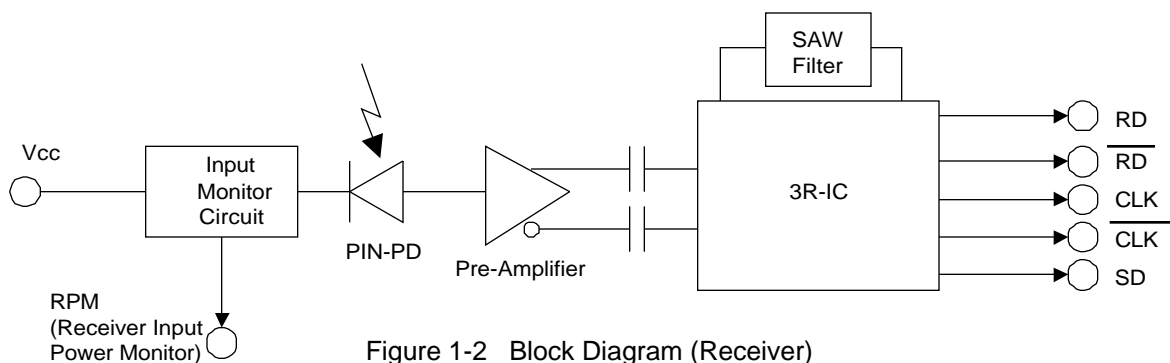 SAW
Filter
Vcc
Input
Monitor
Circuit
PIN-PD
Pre-Amplifier
3R-IC
RD
RD
CLK
CLK
SD
RPM
(Receiver Input
Power Monitor)
Figure 1-2 Block Diagram (Receiver)